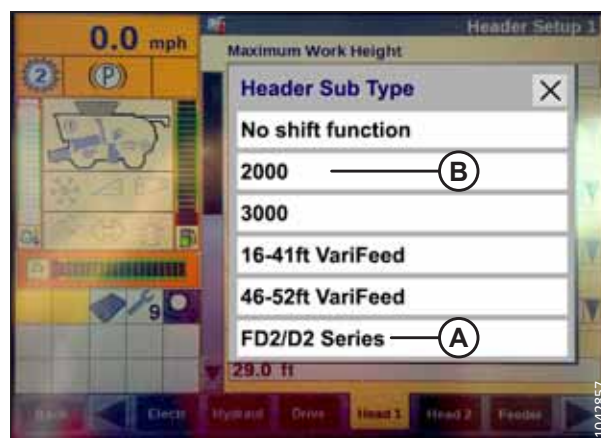 0.0 mph
Header Setup 1
Maximum Work Height
2
P
Header Sub Type
No shift function
2000
B
3000
16-41ft VariFeed
46-52ft VariFeed
FD2/D2 Series
A
9
29.0 ft
Back
Electr
Hydraul
Drive
Head 1
Head 2
Feeder
1042857